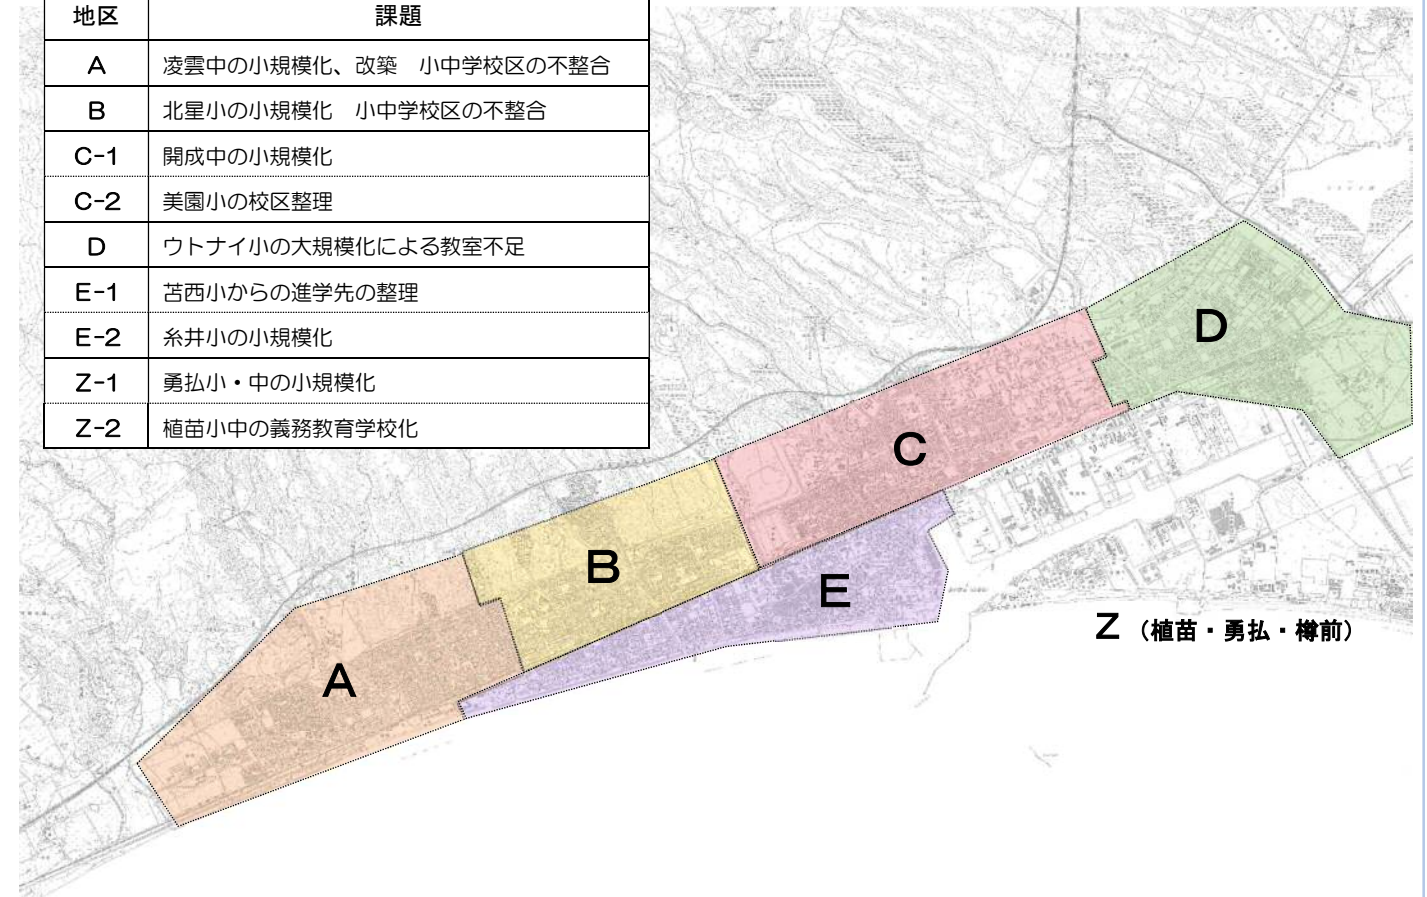 地区 課題
A 凌雲中の小規模化、改築　小中学校区の不整合
B 北星小の小規模化　小中学校区の不整合
C-1 開成中の小規模化
C-2 美園小の校区整理
D ウトナイ小の大規模化による教室不足
E-1 苫西小からの進学先の整理
E-2 糸井小の小規模化
Z-1 勇払小・中の小規模化
Z-2 植苗小中の義務教育学校化
D
C
B
E
Z （植苗・勇払・樽前）
A